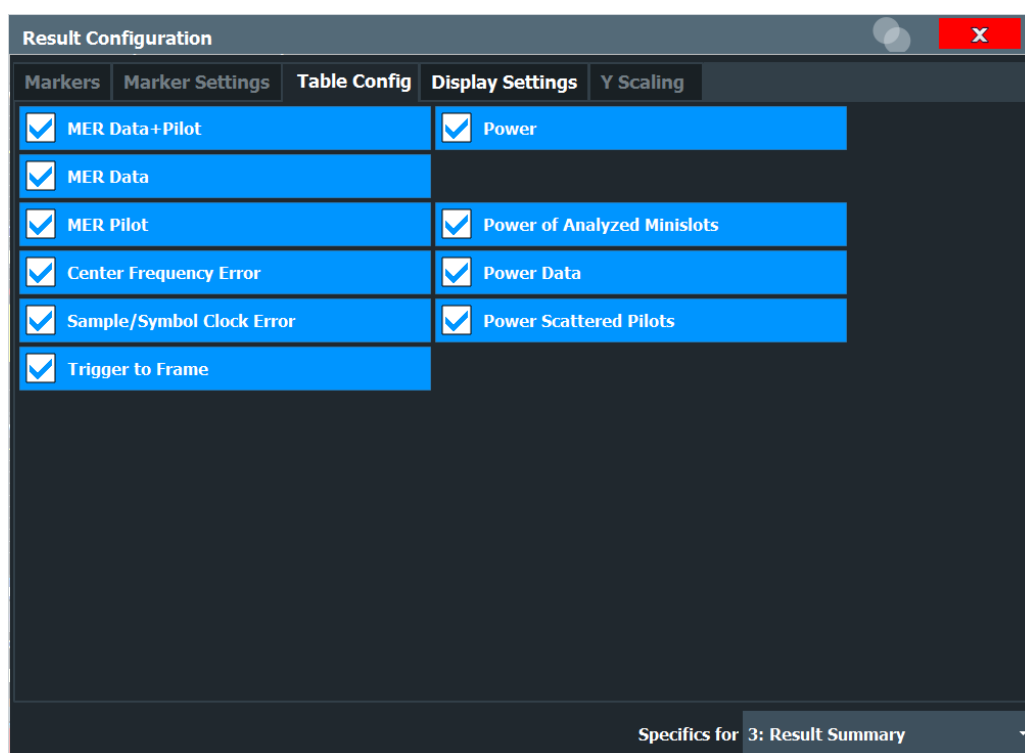 Result Configuration
X
Markers Marker Settings Table Config Display Settings Y Scaling
MER Data+Pilot Power
MER Data
MER Pilot Power of Analyzed Minislots
Center Frequency Error Power Data
Sample/Symbol Clock Error Power Scattered Pilots
Trigger to Frame
Specifics for 3: Result Summary